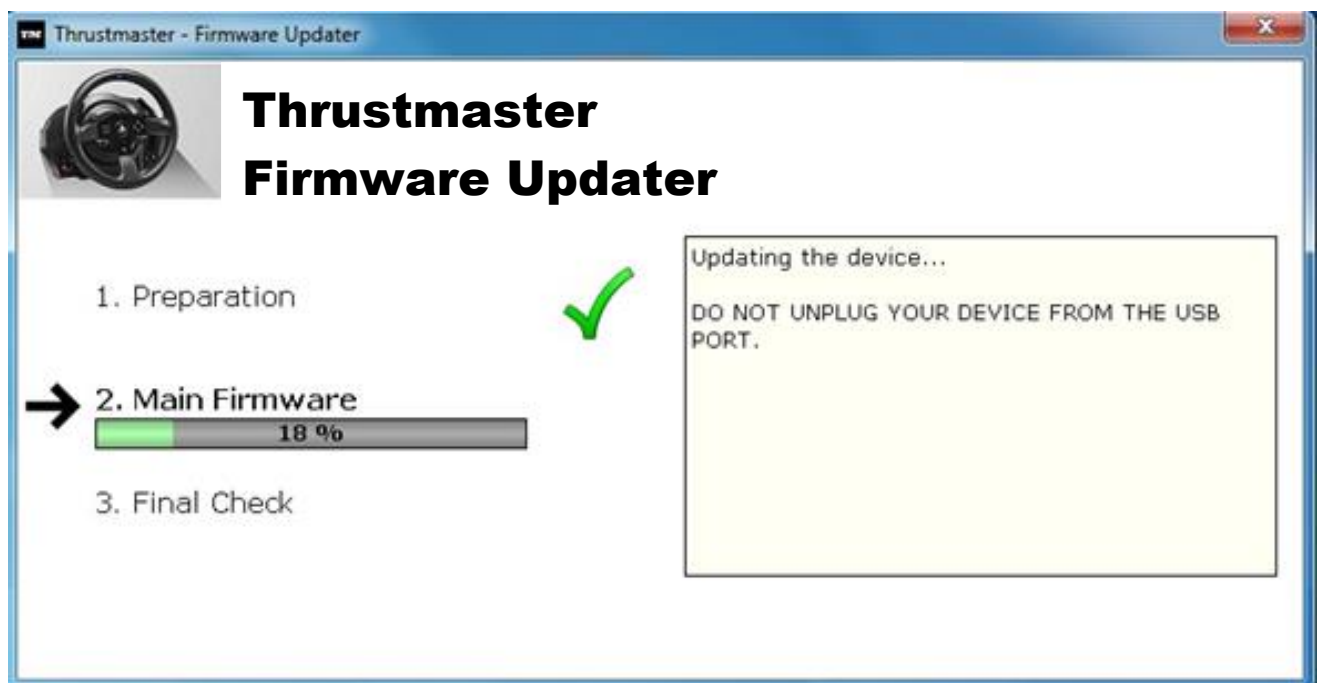 Thrustmaster - Firmware Updater
Thrustmaster
Firmware Updater
1. Preparation
2. Main Firmware
18 %
3. Final Check
Updating the device...
DO NOT UNPLUG YOUR DEVICE FROM THE USB
PORT.